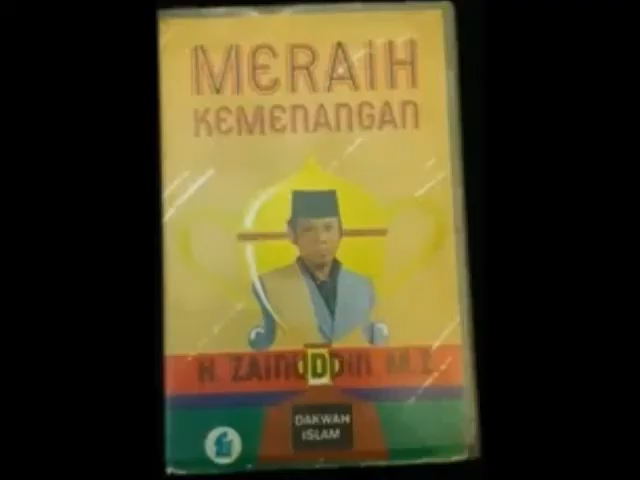 MERAIH
KEMENANGAN
H. ZAINUDDIN M.Z
DAKWAH
ISLAM